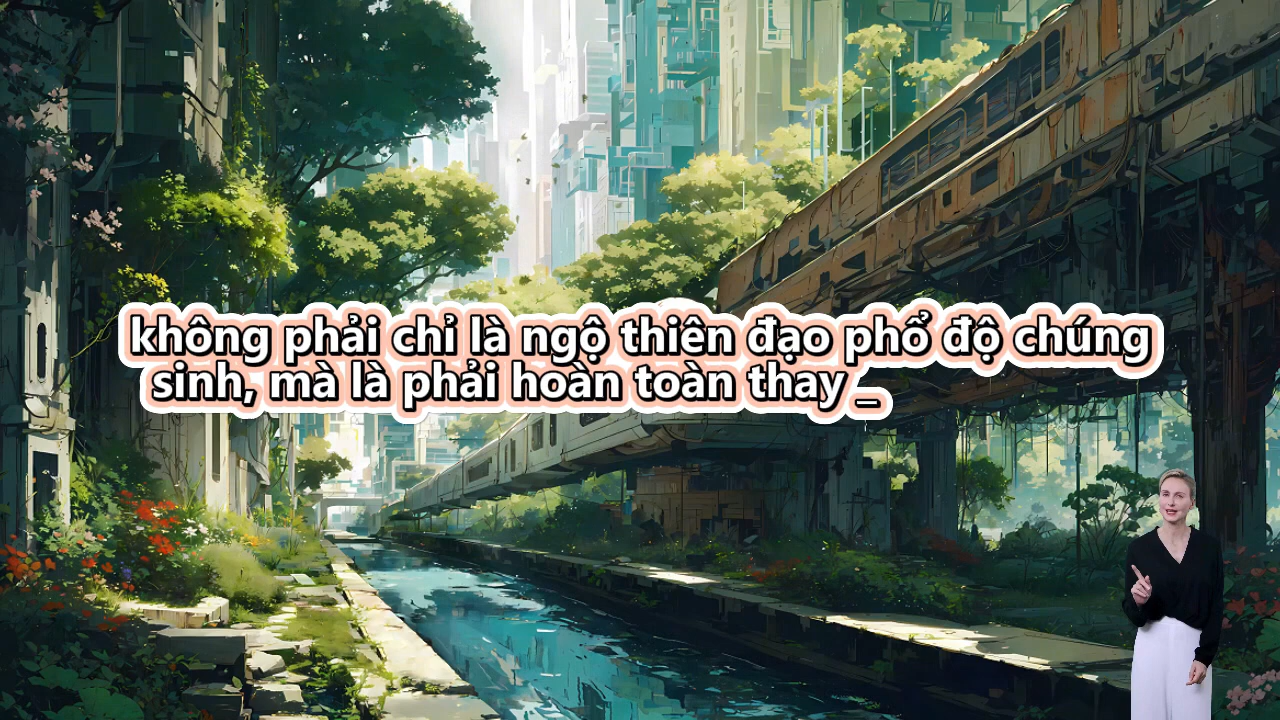 không phải chỉ là ngộ thiên đạo phổ độ chúng
sinh, mà là phải hoàn toàn thay _